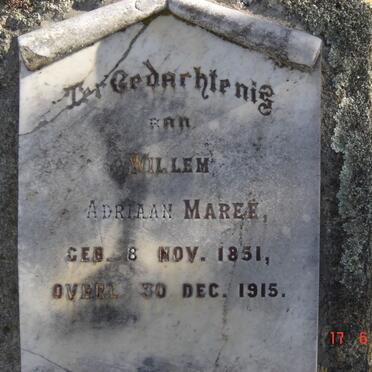 Ter Gedachtenis
van
WILLEM
ADRIAAN MAREE,
GEB. 8 NOV. 1851,
OVERL. 30 DEC. 1915.
17 6